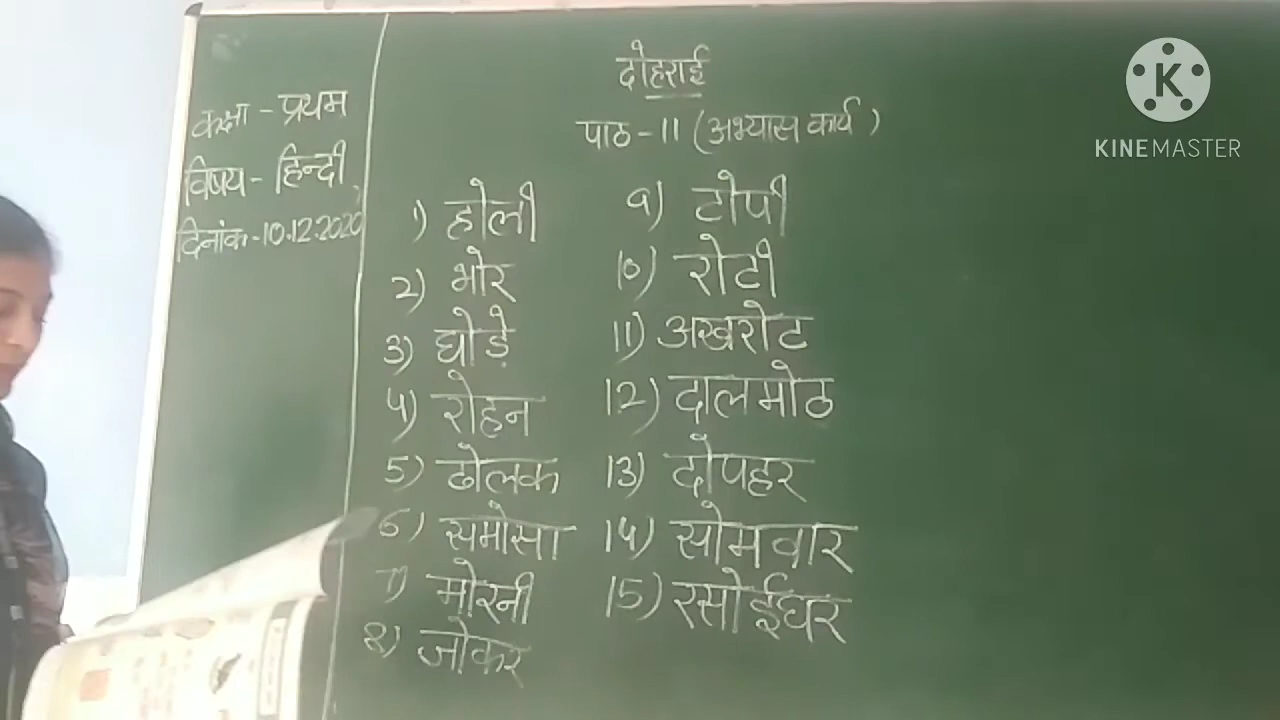 कक्षा - प्रथम
विषय - हिन्दी
दिनांक - 10.12.2020
दोहराई
पाठ - 11 (अभ्यास कार्य)
1) होली
2) भोर
3) घोड़े
4) रोहन
5) ढोलक
6) समोसा
7) मोरनी
8) जोकर
9) टोपी
10) रोटी
11) अखरोट
12) दालमोठ
13) दोपहर
14) सोमवार
15) रसोईघर
K
KINEMASTER